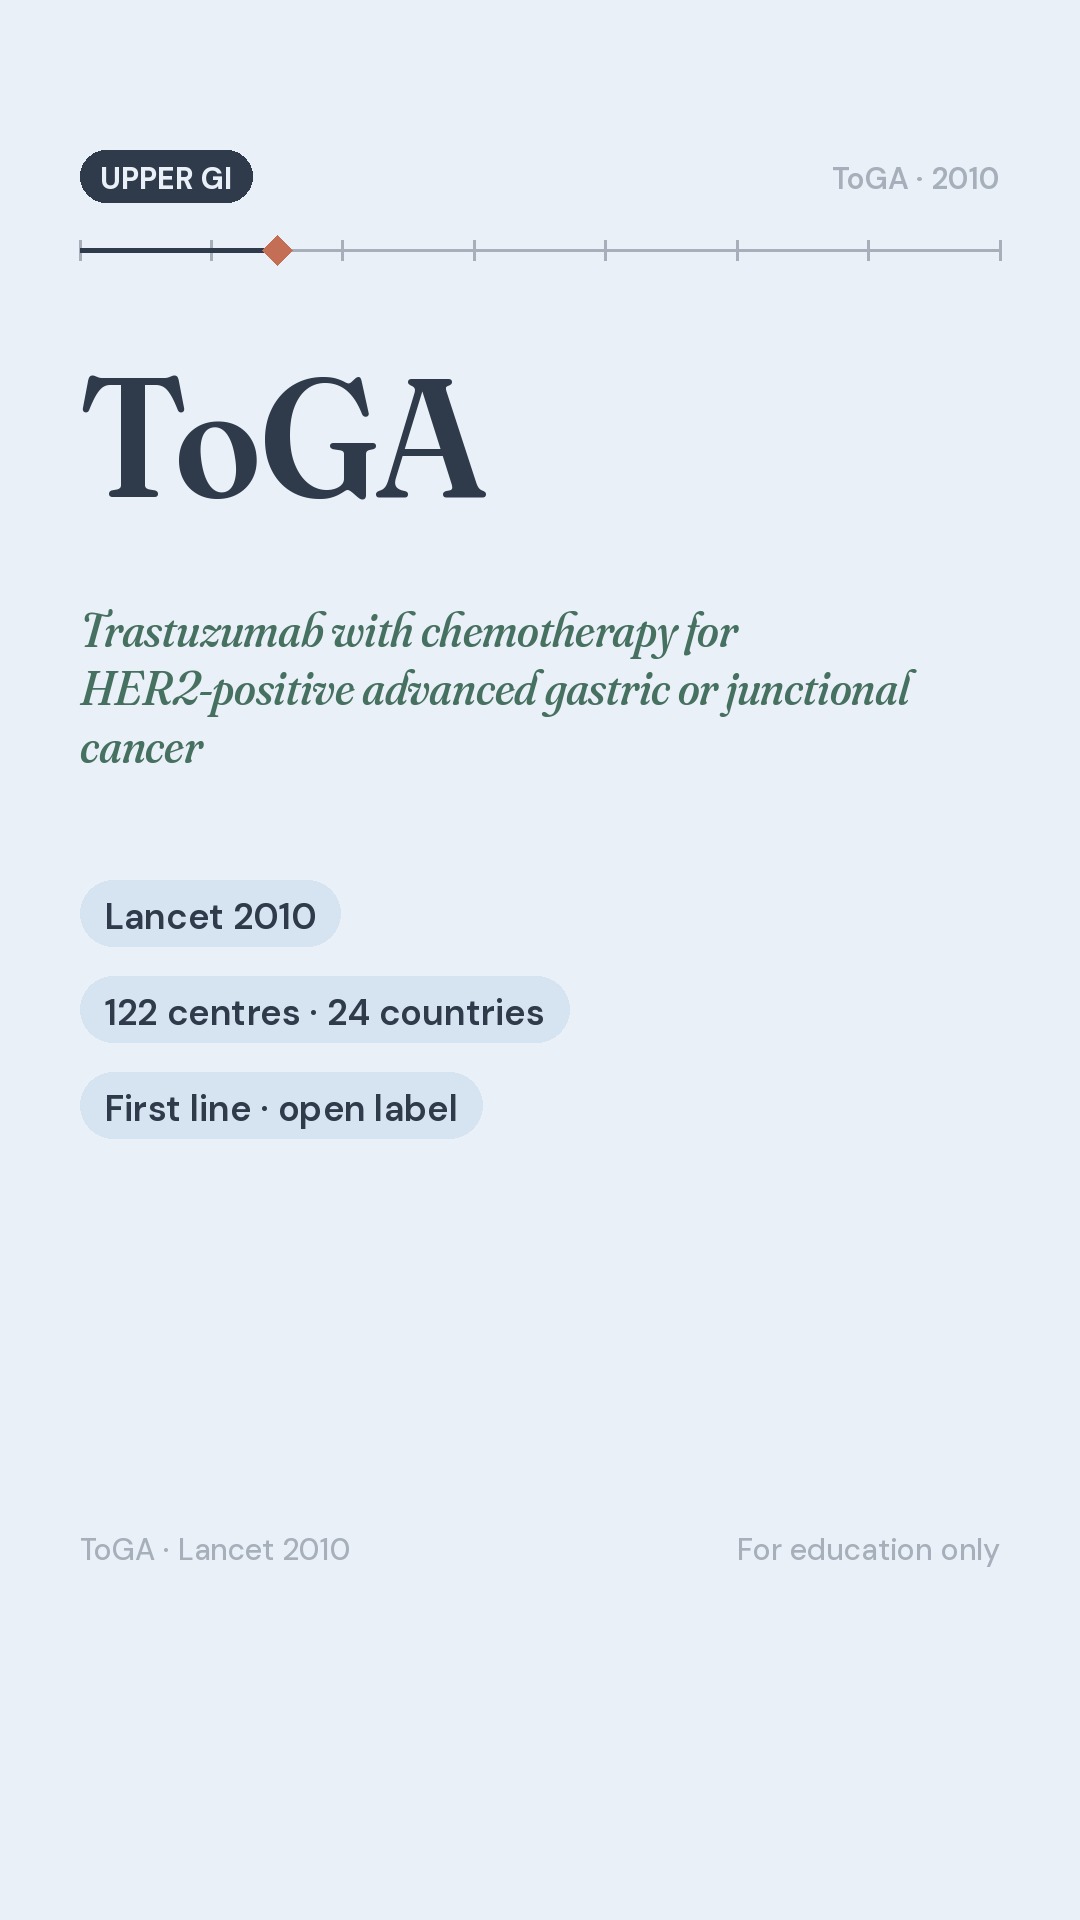 UPPER GI
ToGA · 2010
ToGA
Trastuzumab with chemotherapy for
HER2-positive advanced gastric or junctional
cancer
Lancet 2010
122 centres · 24 countries
First line · open label
ToGA · Lancet 2010
For education only